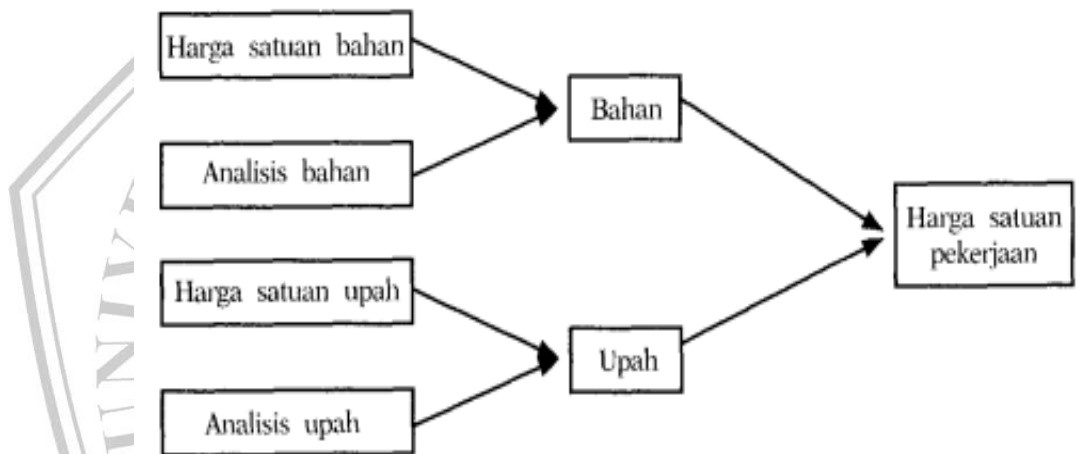 Harga satuan bahan
Analisis bahan
Harga satuan upah
Analisis upah
Bahan
Upah
Harga satuan
pekerjaan